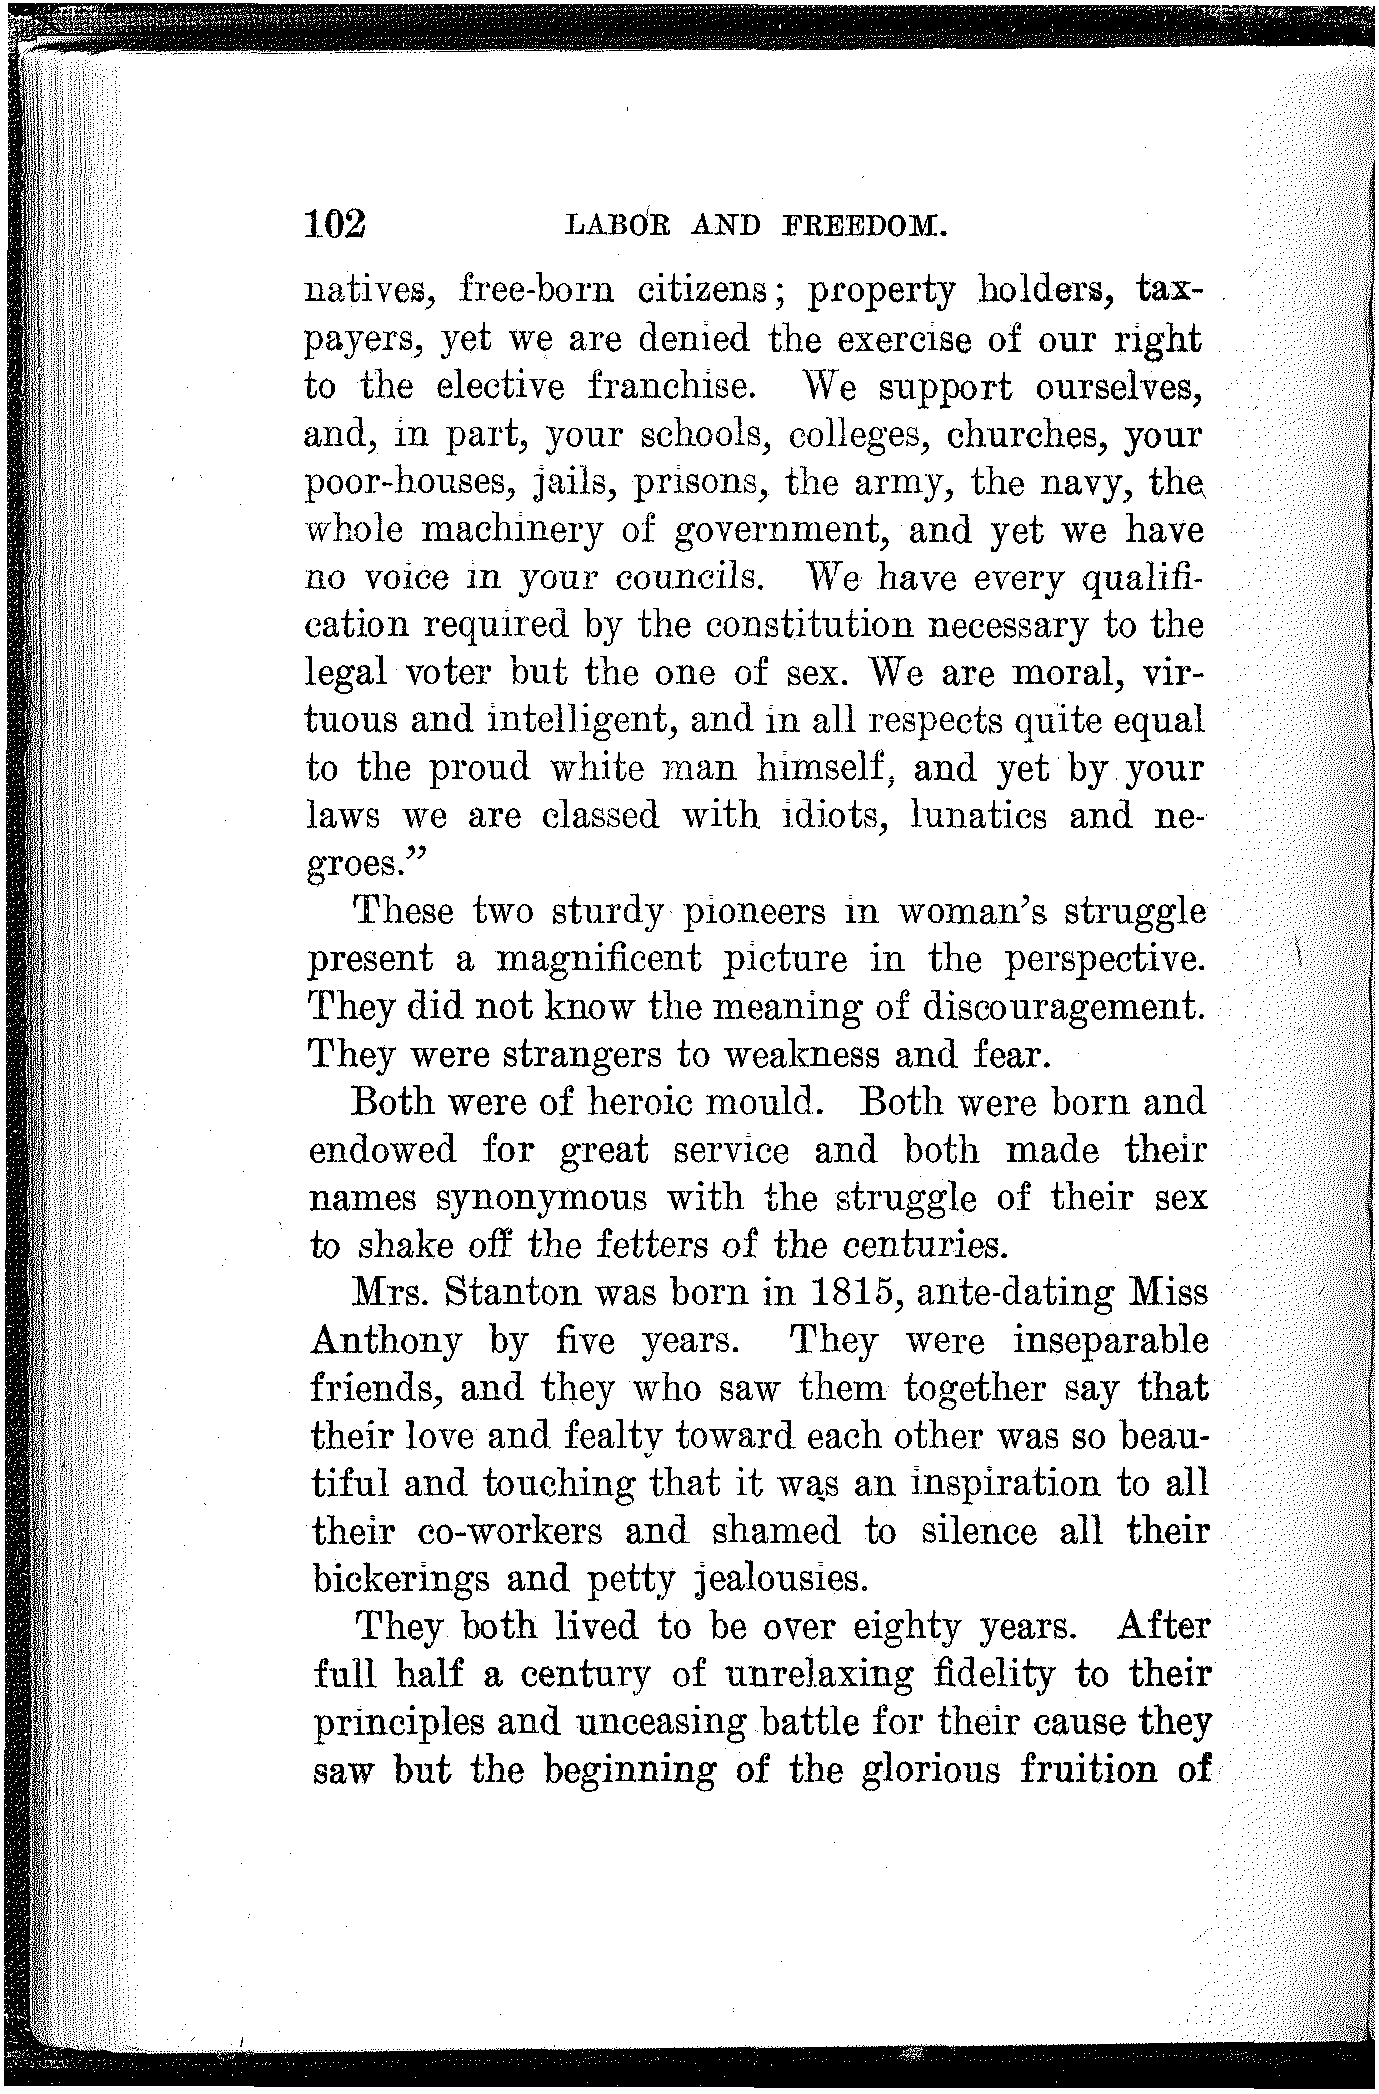 102 LABOR AND FREEDOM.
natives, free-born citizens; property holders, tax-
payers, yet we are denied the exercise of our right
to the elective franchise. We support ourselves,
and, in part, your schools, colleges, churches, your
poor-houses, jails, prisons, the army, the navy, the
whole machinery of government, and yet we have
no voice in your councils. We have every qualifi-
cation required by the constitution necessary to the
legal voter but the one of sex. We are moral, vir-
tuous and intelligent, and in all respects quite equal
to the proud white man himself, and yet by your
laws we are classed with idiots, lunatics and ne-
groes.”
These two sturdy pioneers in woman’s struggle
present a magnificent picture in the perspective.
They did not know the meaning of discouragement.
They were strangers to weakness and fear.
Both were of heroic mould. Both were born and
endowed for great service and both made their
names synonymous with the struggle of their sex
to shake off the fetters of the centuries.
Mrs. Stanton was born in 1815, ante-dating Miss
Anthony by five years. They were inseparable
friends, and they who saw them together say that
their love and fealty toward each other was so beau-
tiful and touching that it was an inspiration to all
their co-workers and shamed to silence all their
bickerings and petty jealousies.
They both lived to be over eighty years. After
full half a century of unrelaxing fidelity to their
principles and unceasing battle for their cause they
saw but the beginning of the glorious fruition of